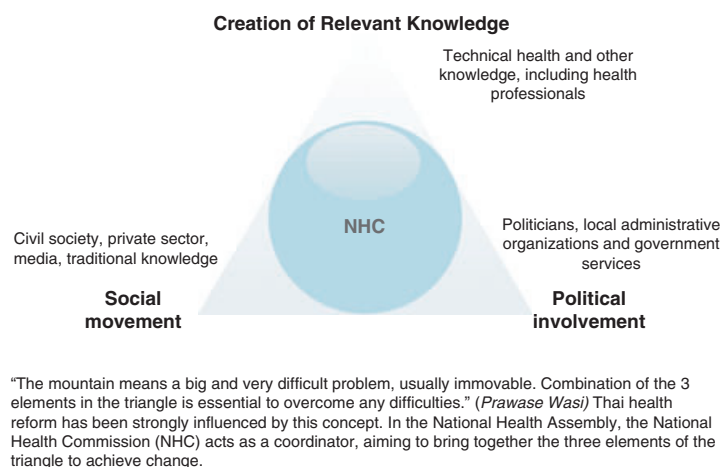 Creation of Relevant Knowledge
Technical health and other
knowledge, including health
professionals
NHC
Civil society, private sector,
media, traditional knowledge
Social
movement
Politicians, local administrative
organizations and government
services
Political
involvement
“The mountain means a big and very difficult problem, usually immovable. Combination of the 3
elements in the triangle is essential to overcome any difficulties.” (Prawase Wasi) Thai health
reform has been strongly influenced by this concept. In the National Health Assembly, the National
Health Commission (NHC) acts as a coordinator, aiming to bring together the three elements of the
triangle to achieve change.